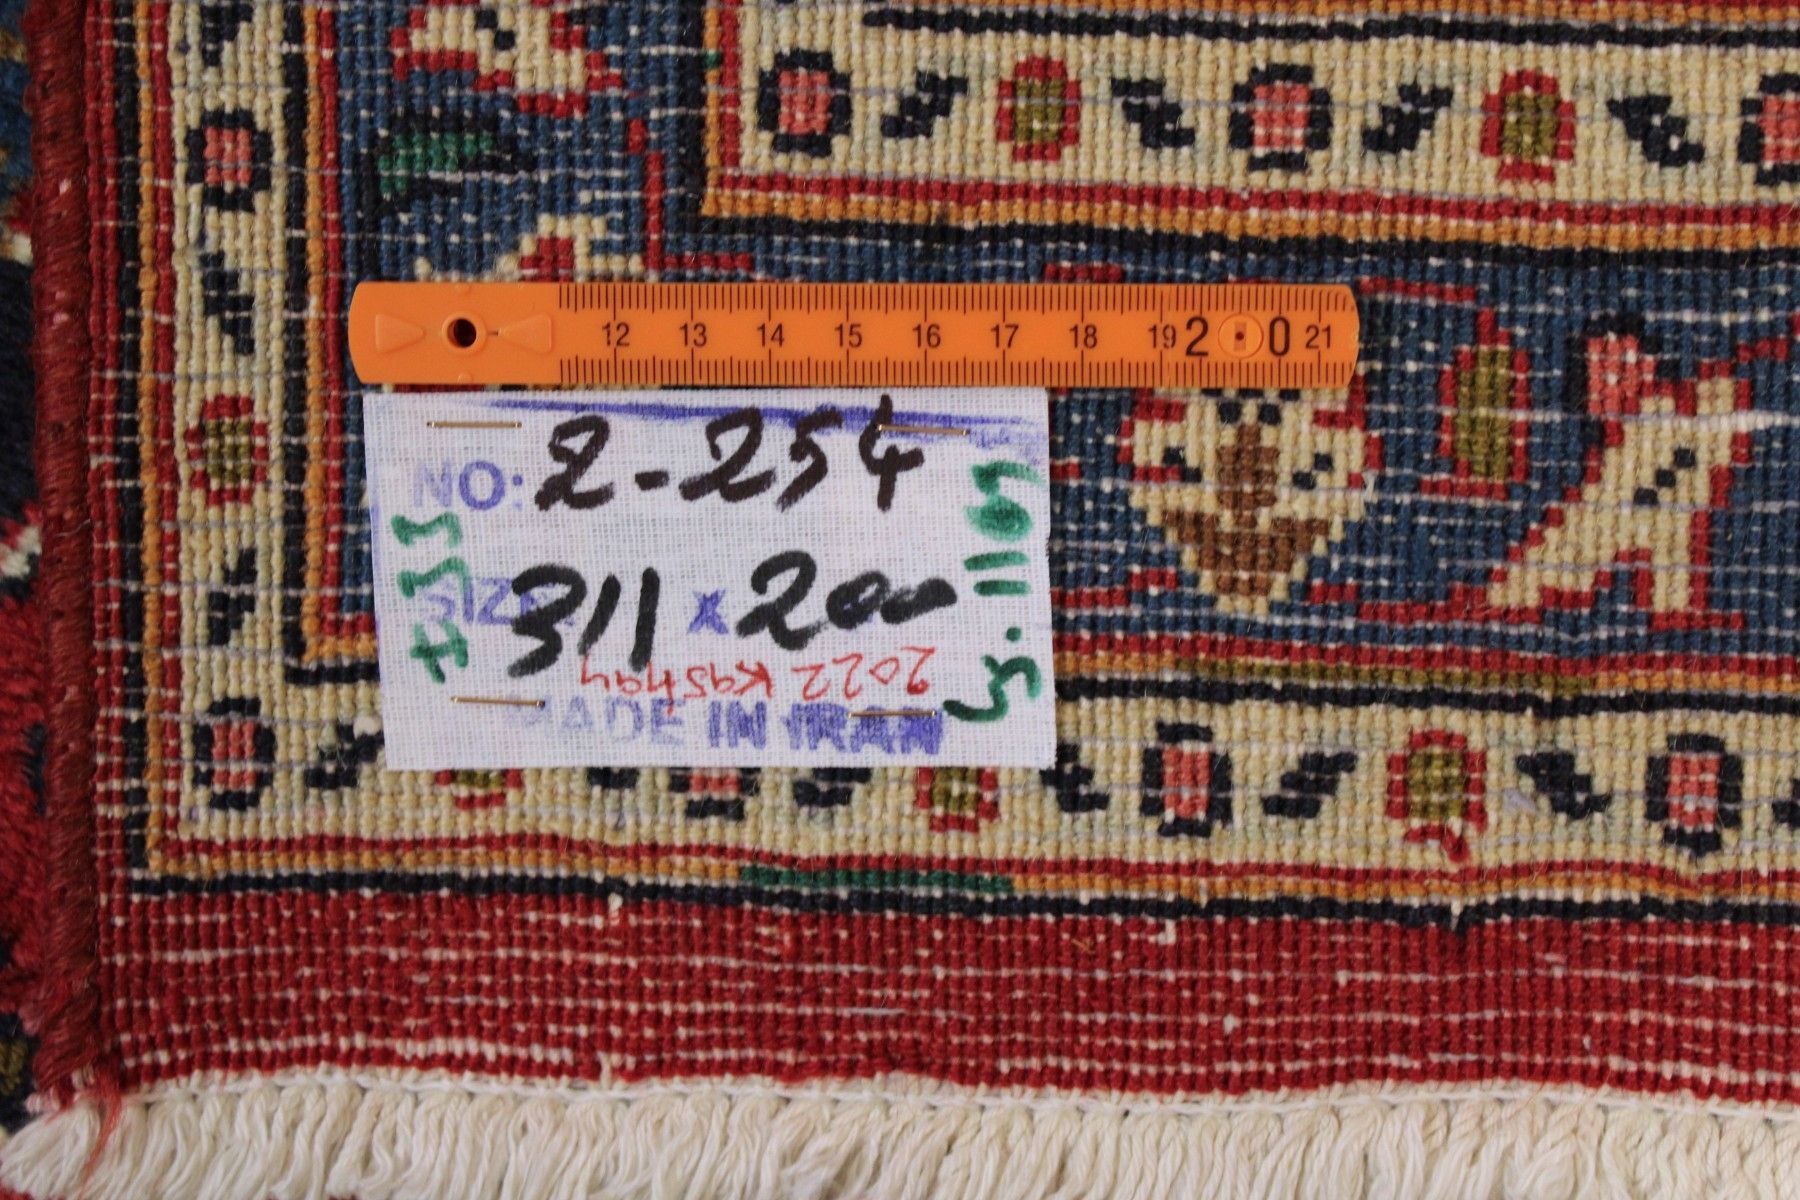 12 13 14 15 16 17 18 19 20 21
NO: 2-254
SIZE 311 x 200
2022 Kashay
MADE IN IRAN